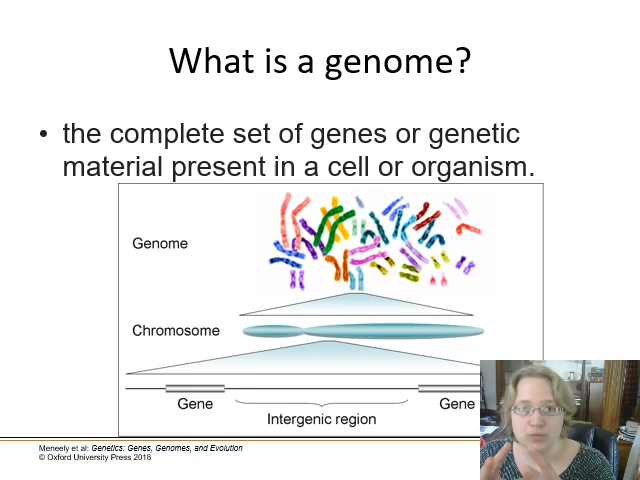 What is a genome?
• the complete set of genes or genetic
material present in a cell or organism.
Genome
Chromosome
Gene
Gene
Intergenic region
Meneely et al: Genetics: Genes, Genomes, and Evolution
© Oxford University Press 2018